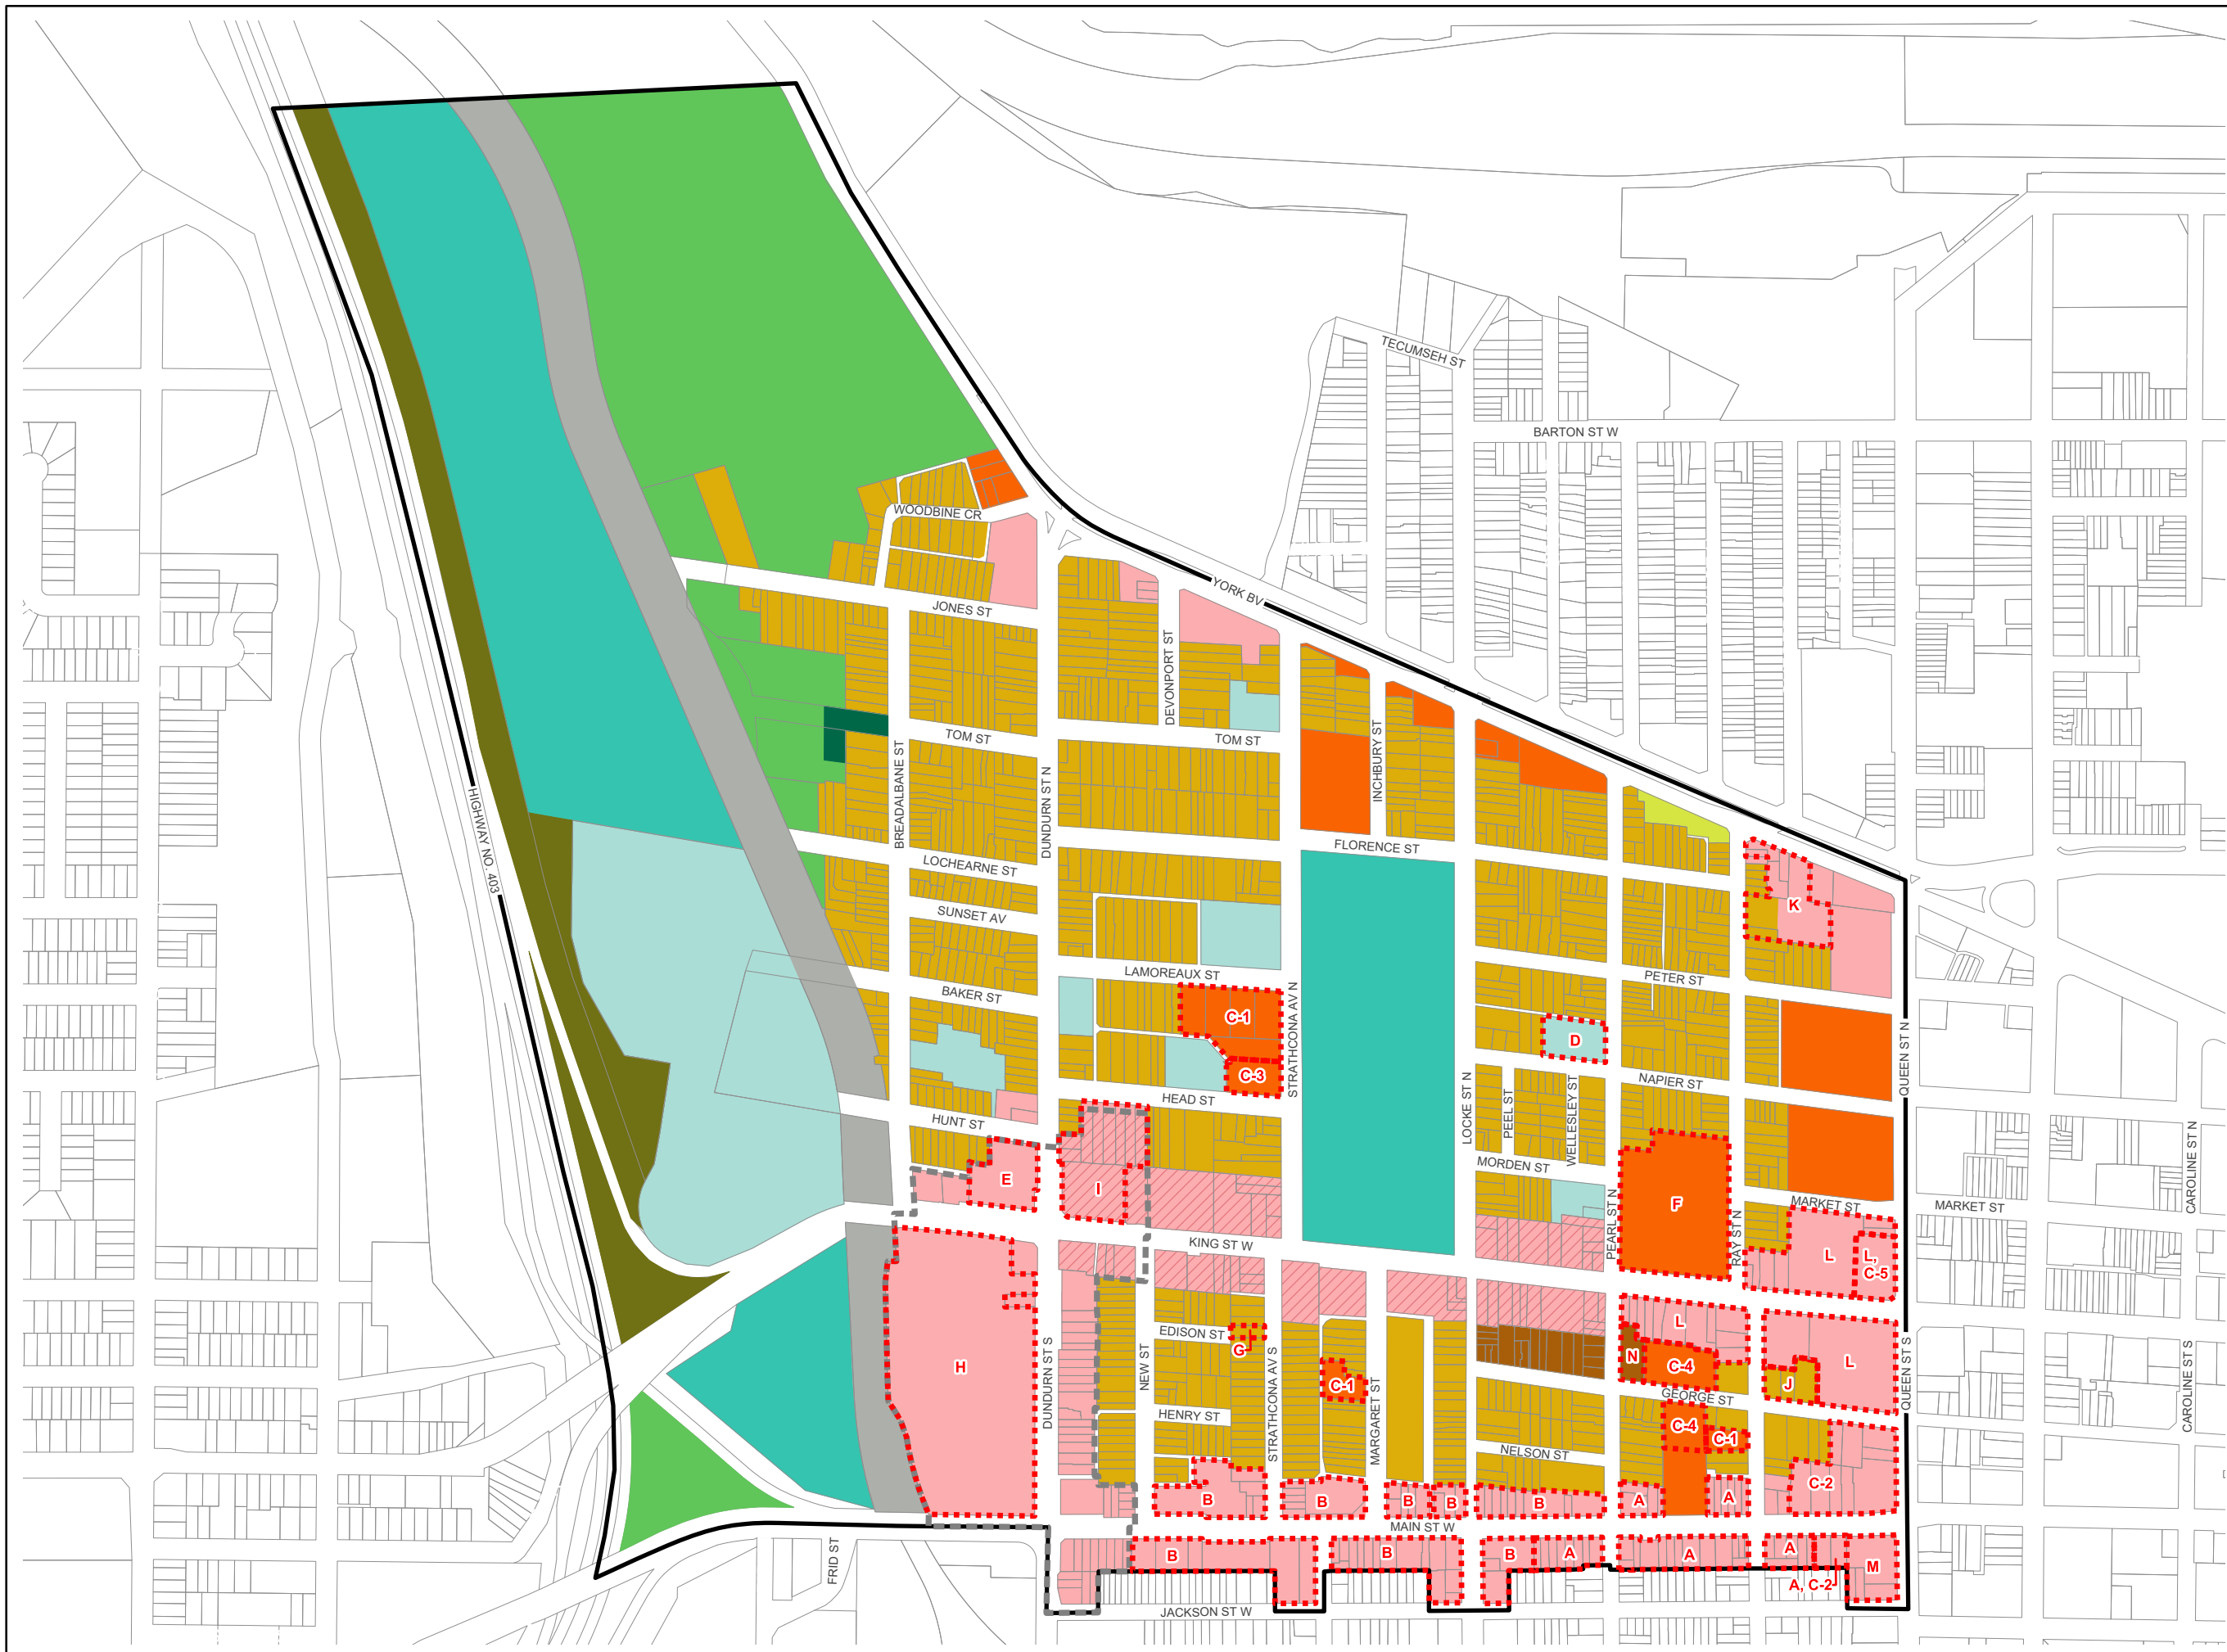 TECUMSEH ST
BARTON ST W
WOODBINE CR
YORK BV
JONES ST
DEVONPORT ST
TOM ST
TOM ST
INCHBURY ST
BREADALBANE ST
DUNDURN ST N
HIGHWAY NO. 403
FLORENCE ST
LOCHEARNE ST
SUNSET AV
K
LAMOREAUX ST
PETER ST
BAKER ST
C-1
STRATHCONA AV N
D
QUEEN ST N
C-3
NAPIER ST
HEAD ST
LOCKE ST N
PEEL ST
WELLESLEY ST
HUNT ST
CAROLINE ST N
MORDEN ST
E
I
F
MARKET ST
MARKET ST
PEARL ST N
RAY ST N
KING ST W
L
L,
C-5
EDISON ST
L
G
N
C-4
L
H
DUNDURN ST S
NEW ST
STRATHCONA AV S
C-1
MARGARET ST
J
GEORGE ST
QUEEN ST S
CAROLINE ST S
HENRY ST
C-4
C-1
NELSON ST
C-2
B
B
B
B
B
A
A
MAIN ST W
FRID ST
B
B
B
A
A
A
M
A, C-2
JACKSON ST W